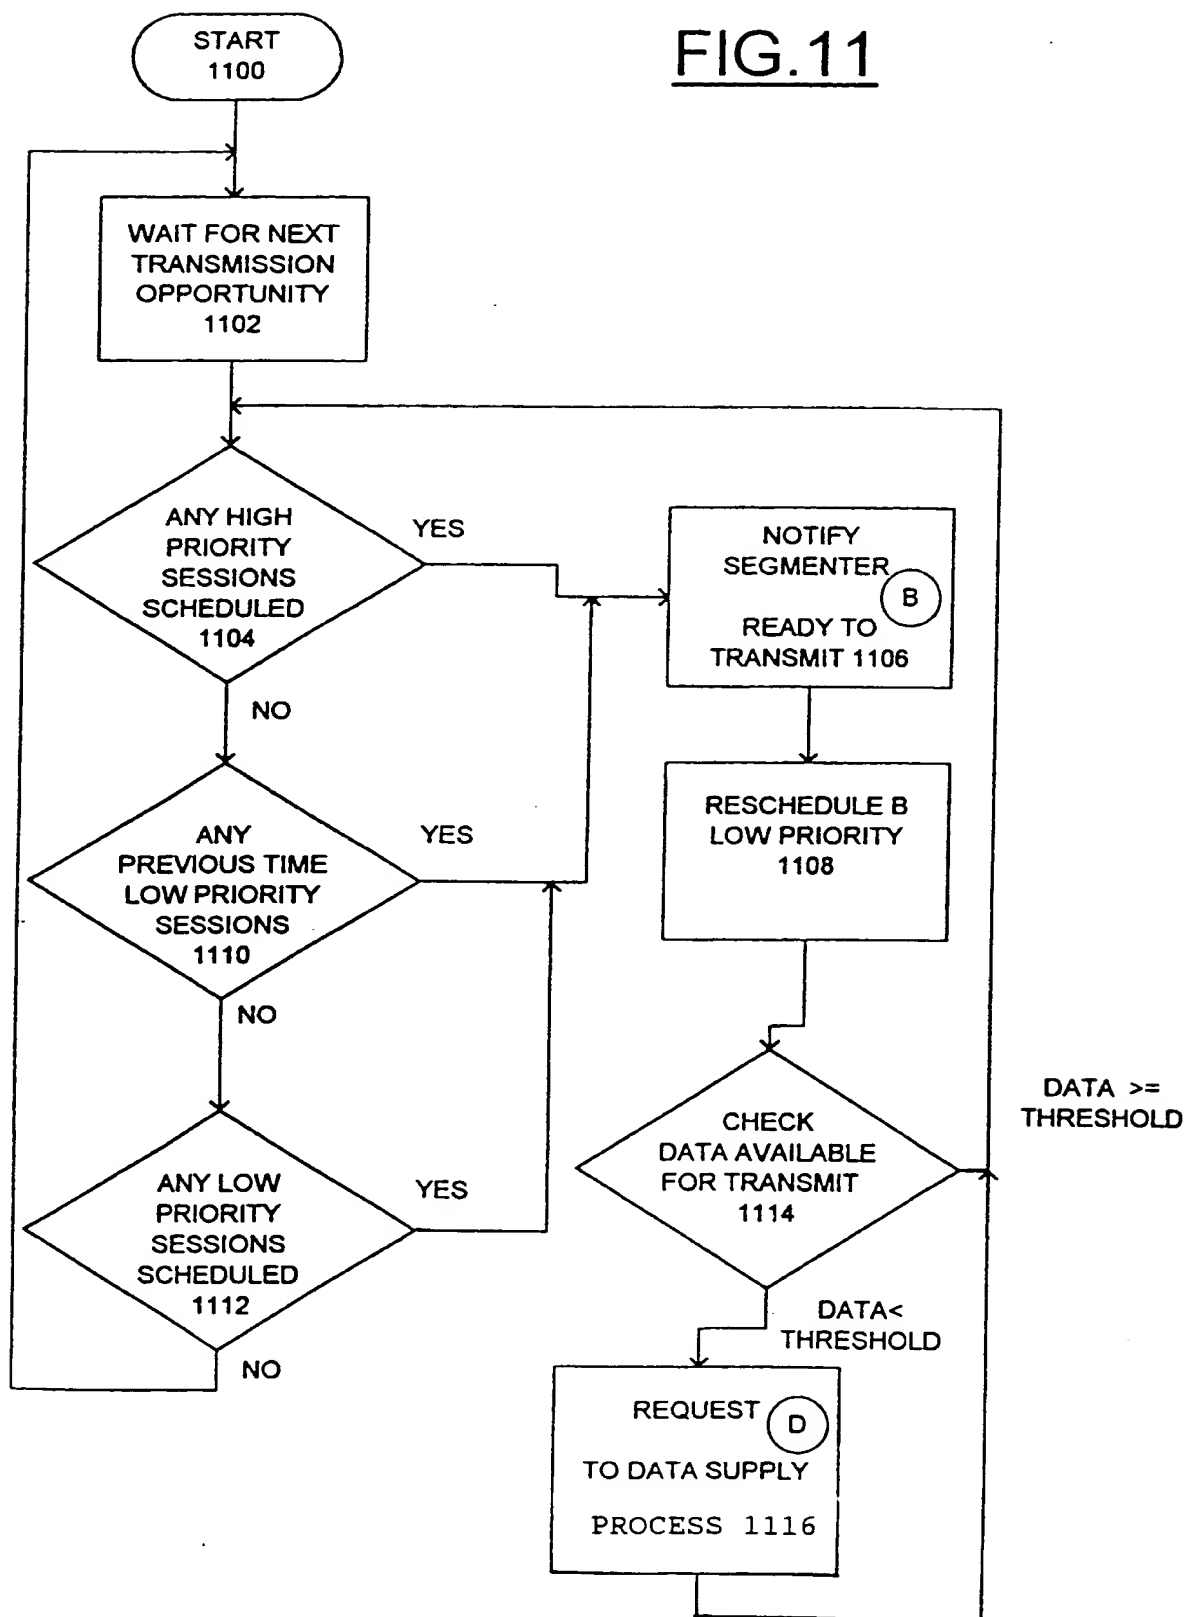 FIG.11
START
1100
WAIT FOR NEXT
TRANSMISSION
OPPORTUNITY
1102
ANY HIGH
PRIORITY
SESSIONS
SCHEDULED
1104
YES
NO
NOTIFY
SEGMENTER
B
READY TO
TRANSMIT 1106
RESCHEDULE B
LOW PRIORITY
1108
ANY
PREVIOUS TIME
LOW PRIORITY
SESSIONS
1110
YES
NO
ANY LOW
PRIORITY
SESSIONS
SCHEDULED
1112
YES
NO
CHECK
DATA AVAILABLE
FOR TRANSMIT
1114
DATA >=
THRESHOLD
DATA<
THRESHOLD
REQUEST
D
TO DATA SUPPLY
PROCESS 1116